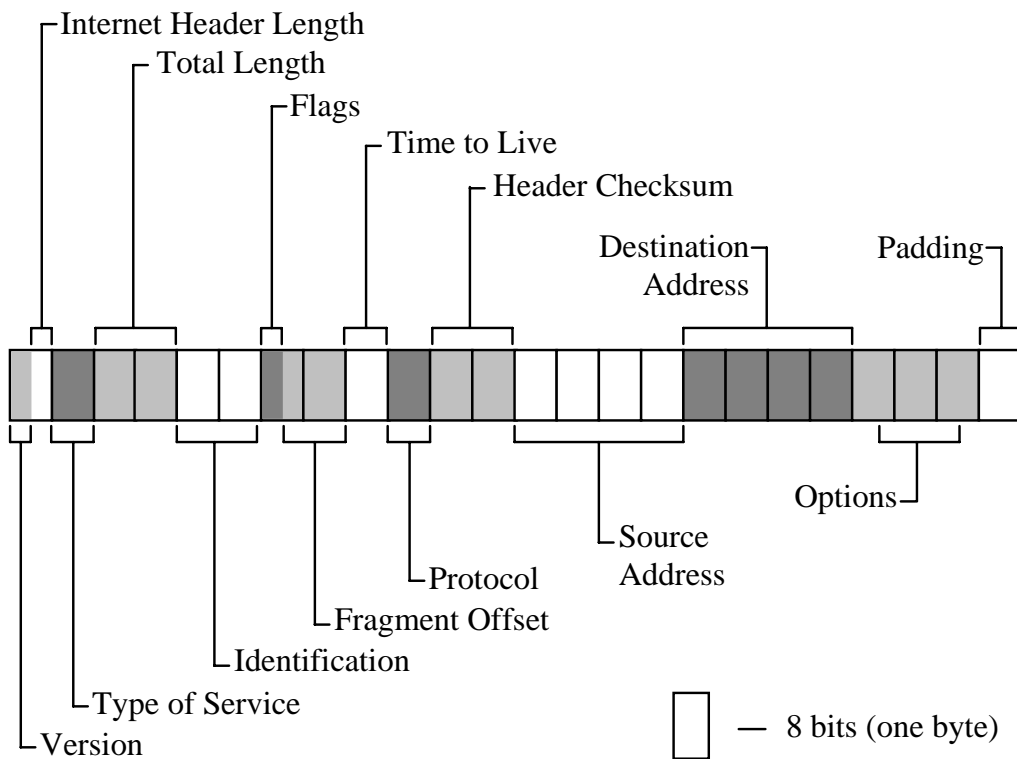 Internet Header Length
Total Length
Flags
Time to Live
Header Checksum
Destination
Address
Padding
Options
Source
Address
Protocol
Fragment Offset
Identification
Type of Service
Version
— 8 bits (one byte)